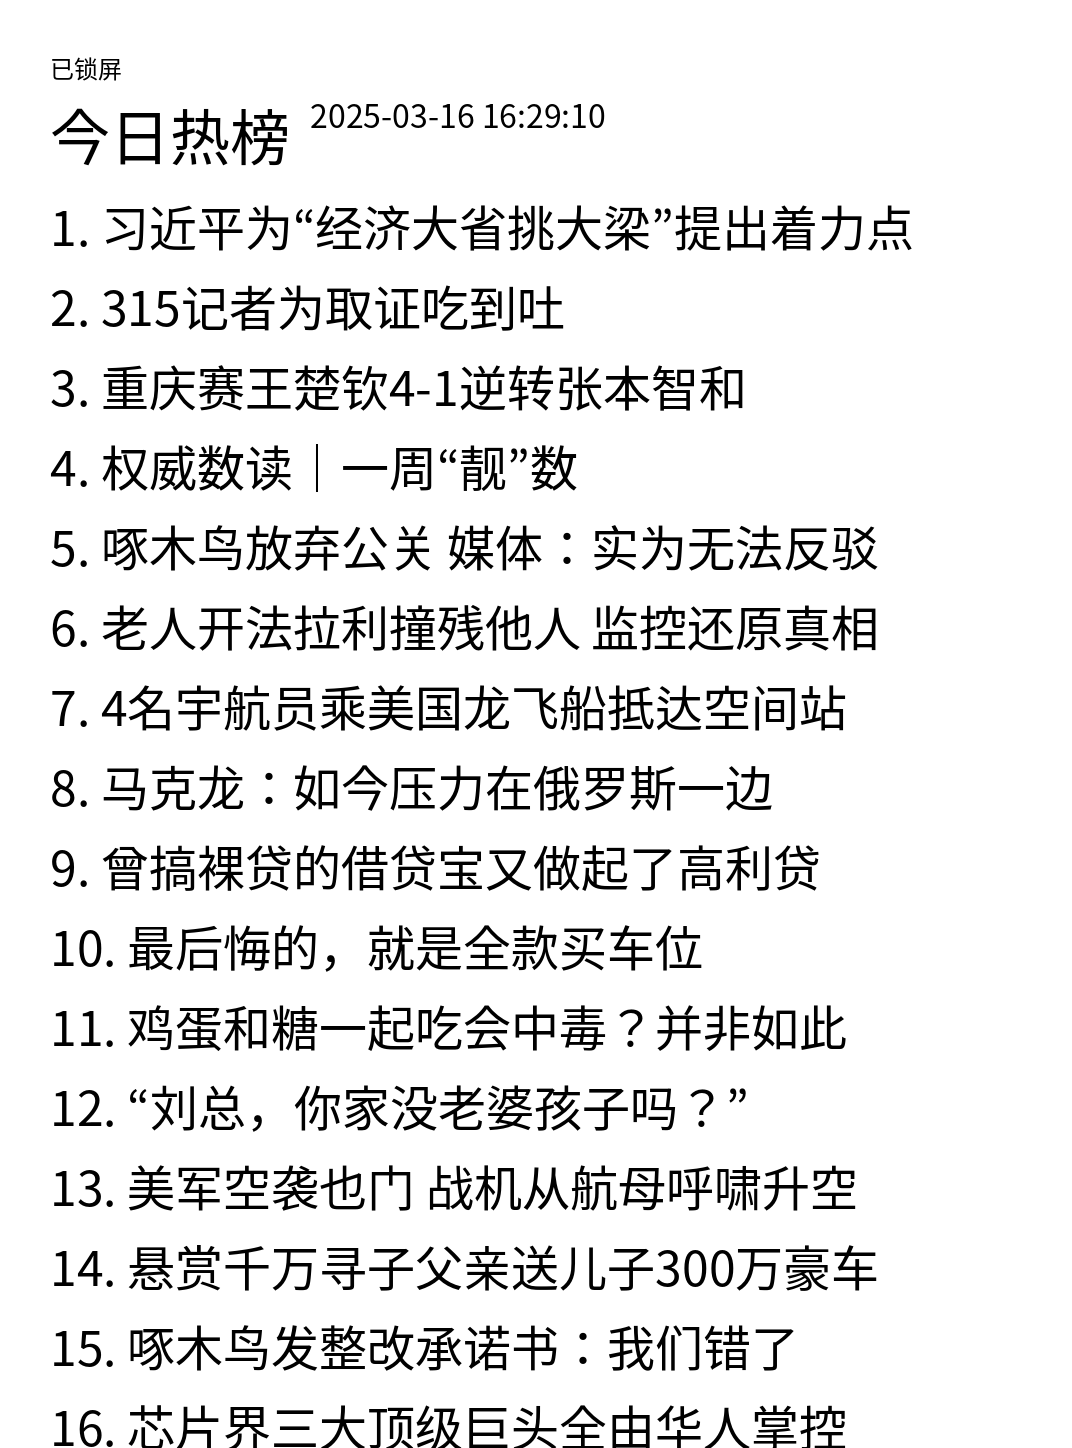 已锁屏
今日热榜 2025-03-16 16:29:10
1. 习近平为“经济大省挑大梁”提出着力点
2. 315记者为取证吃到吐
3. 重庆赛王楚钦4-1逆转张本智和
4. 权威数读｜一周“靓”数
5. 啄木鸟放弃公关 媒体：实为无法反驳
6. 老人开法拉利撞残他人 监控还原真相
7. 4名宇航员乘美国龙飞船抵达空间站
8. 马克龙：如今压力在俄罗斯一边
9. 曾搞裸贷的借贷宝又做起了高利贷
10. 最后悔的，就是全款买车位
11. 鸡蛋和糖一起吃会中毒？并非如此
12. “刘总，你家没老婆孩子吗？”
13. 美军空袭也门 战机从航母呼啸升空
14. 悬赏千万寻子父亲送儿子300万豪车
15. 啄木鸟发整改承诺书：我们错了
16. 芯片界三大顶级巨头全由华人掌控